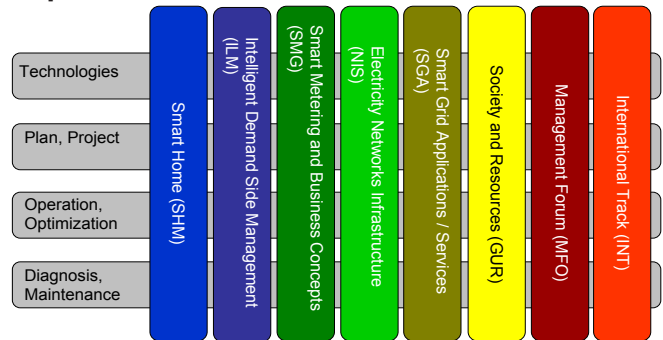 Technologies
Plan, Project
Operation,
Optimization
Diagnosis,
Maintenance
Smart Home (SHM)
Intelligent Demand Side Management
(ILM)
Smart Metering and Business Concepts
(SMG)
Electricity Networks Infrastructure
(NIS)
Smart Grid Applications / Services
(SGA)
Society and Resources (GUR)
Management Forum (MFO)
International Track (INT)